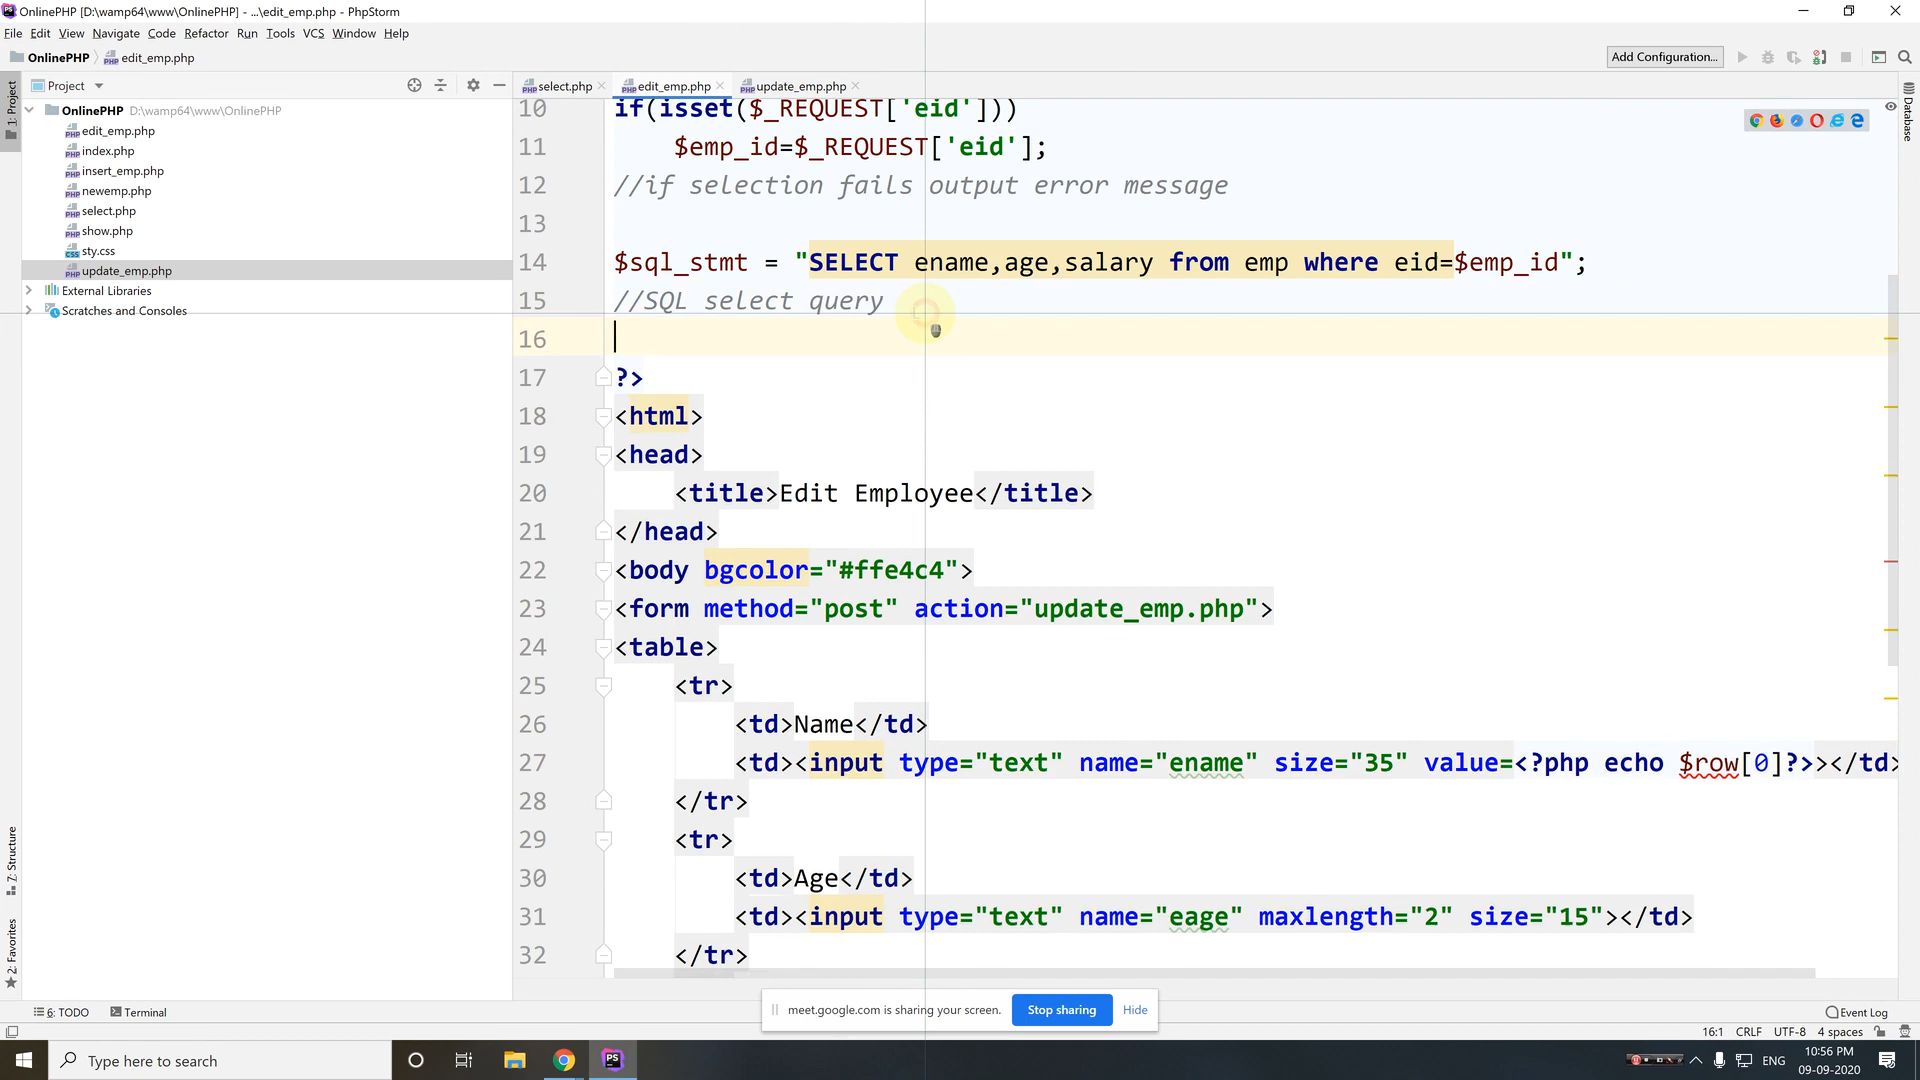 OnlinePHP [D:\wamp64\www\OnlinePHP] - ...\edit_emp.php - PhpStorm
File Edit View Navigate Code Refactor Run Tools VCS Window Help
OnlinePHP edit_emp.php
Add Configuration...
Project
select.php edit_emp.php update_emp.php
1: Project
Database
OnlinePHP D:\wamp64\www\OnlinePHP
edit_emp.php
index.php
insert_emp.php
newemp.php
select.php
show.php
sty.css
update_emp.php
External Libraries
Scratches and Consoles
10 if(isset($_REQUEST['eid']))
11 $emp_id=$_REQUEST['eid'];
12 //if selection fails output error message
13
14 $sql_stmt = "SELECT ename,age,salary from emp where eid=$emp_id";
15 //SQL select query
16
17 ?>
18 <html>
19 <head>
20 <title>Edit Employee</title>
21 </head>
22 <body bgcolor="#ffe4c4">
23 <form method="post" action="update_emp.php">
24 <table>
25 <tr>
26 <td>Name</td>
27 <td><input type="text" name="ename" size="35" value=<?php echo $row[0]?>></td>
28 </tr>
29 <tr>
30 <td>Age</td>
31 <td><input type="text" name="eage" maxlength="2" size="15"></td>
32 </tr>
7: Structure
2: Favorites
6: TODO Terminal
Event Log
meet.google.com is sharing your screen. Stop sharing Hide
16:1 CRLF UTF-8 4 spaces
Type here to search
PS
ENG
10:56 PM
09-09-2020